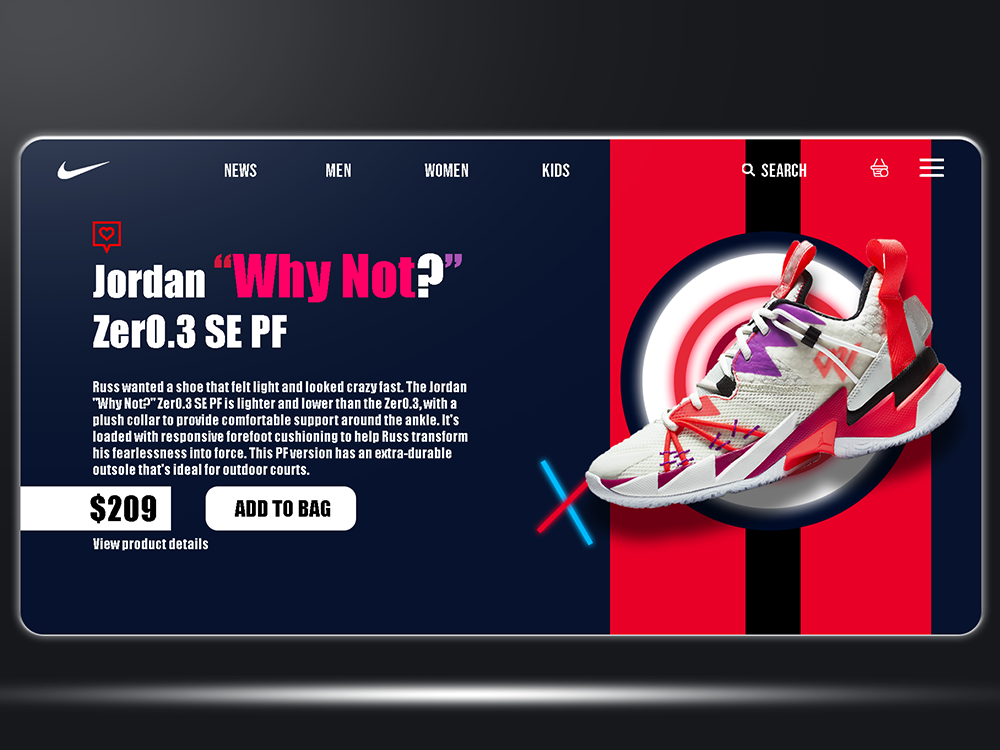 NEWS MEN WOMEN KIDS SEARCH
Jordan “Why Not?”
Zer0.3 SE PF
Russ wanted a shoe that felt light and looked crazy fast. The Jordan
"Why Not?" Zer0.3 SE PF is lighter and lower than the Zer0.3, with a
plush collar to provide comfortable support around the ankle. It's
loaded with responsive forefoot cushioning to help Russ transform
his fearlessness into force. This PF version has an extra-durable
outsole that's ideal for outdoor courts.
$209 ADD TO BAG
View product details